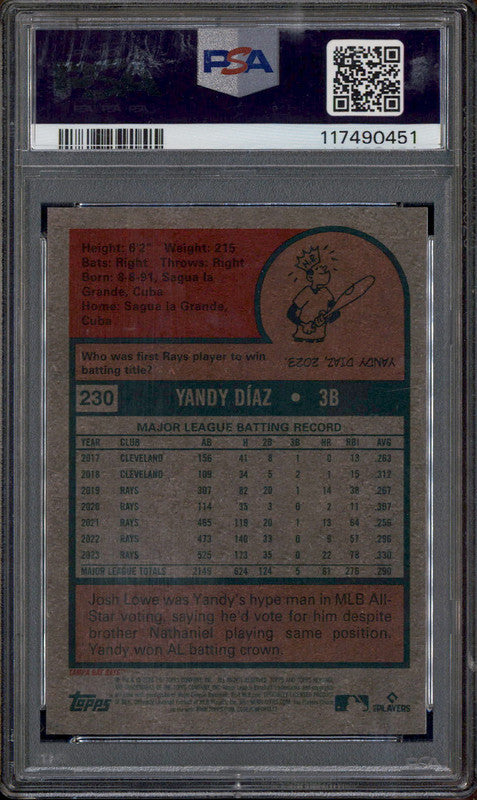 PSA
117490451
Height: 6'2" Weight: 215
Bats: Right Throws: Right
Born: 8-8-91, Sagua la
Grande, Cuba
Home: Sagua la Grande,
Cuba
Who was first Rays player to win
batting title?
YANDY DÍAZ, 2023.
230 YANDY DÍAZ • 3B
MAJOR LEAGUE BATTING RECORD
YEAR CLUB AB H 2B 3B HR RBI AVG
2017 CLEVELAND 156 41 8 1 0 13 .263
2018 CLEVELAND 109 34 5 2 1 15 .312
2019 RAYS 307 82 20 1 14 38 .267
2020 RAYS 114 35 3 0 2 11 .307
2021 RAYS 465 119 20 1 13 64 .256
2022 RAYS 473 140 33 0 9 57 .296
2023 RAYS 525 173 35 0 22 78 .330
MAJOR LEAGUE TOTALS 2149 624 124 5 61 276 .290
Josh Lowe was Yandy's hype man in MLB All-
Star voting, saying he'd vote for him despite
brother Nathaniel playing same position.
Yandy won AL batting crown.
TAMPA BAY RAYS
topps
PLAYERS